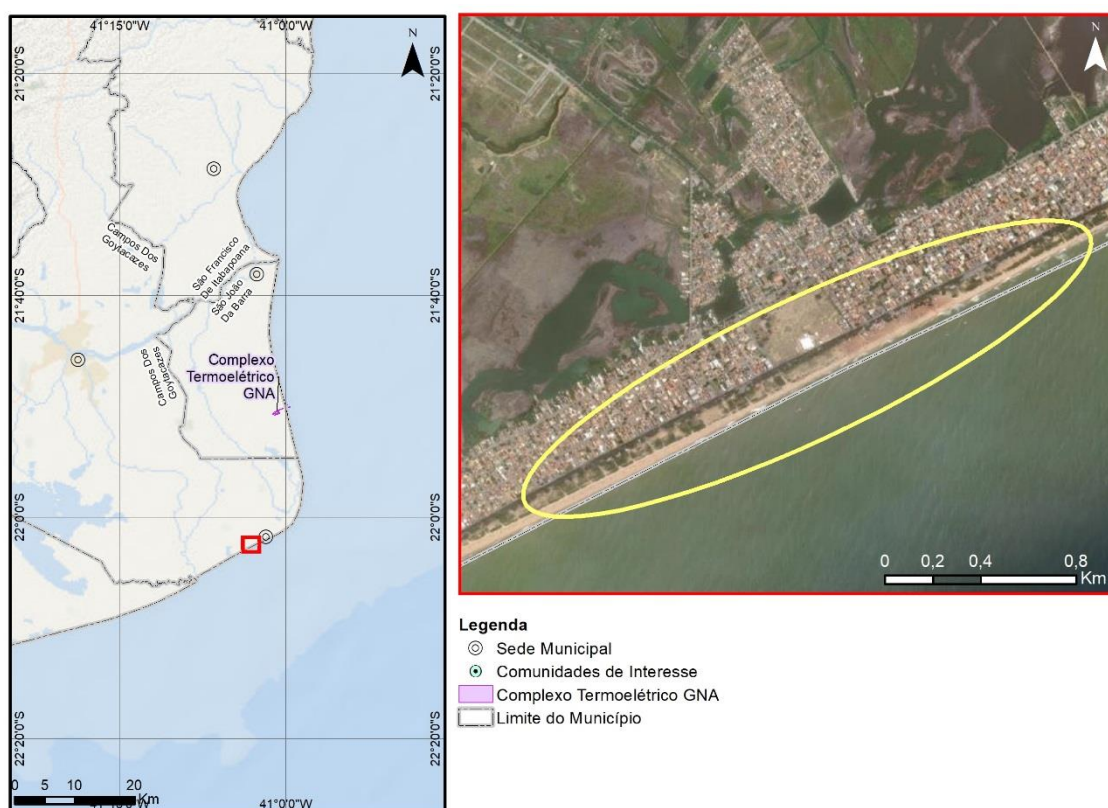 41°15'0"W
41°0'0"W
N
21°20'0"S
21°20'0"S
Campos Dos
Goytacazes
São Francisco
De Itabapoana
São João
Da Barra
21°40'0"S
21°40'0"S
Campos Dos
Goytacazes
Complexo
Termoelétrico
GNA
22°0'0"S
22°0'0"S
22°20'0"S
22°20'0"S
0 5 10 20
Km
41°0'0"W
N
0 0,2 0,4 0,8
Km
Legenda
Sede Municipal
Comunidades de Interesse
Complexo Termoelétrico GNA
Limite do Município